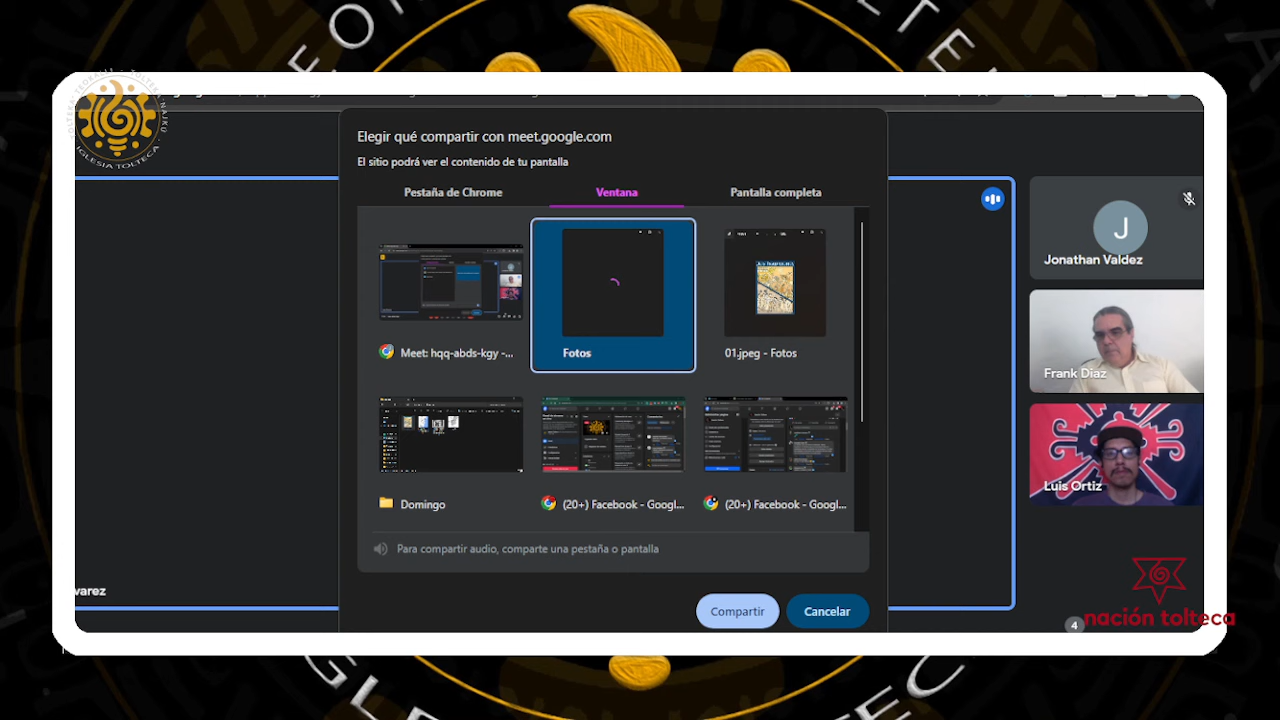 IGLESIA TOLTECA
Elegir qué compartir con meet.google.com
El sitio podrá ver el contenido de tu pantalla
Pestaña de Chrome
Ventana
Pantalla completa
Meet: hqq-abds-kgy -...
Fotos
01.jpeg - Fotos
Domingo
(20+) Facebook - Googl...
(20+) Facebook - Googl...
Para compartir audio, comparte una pestaña o pantalla
Compartir
Cancelar
varez
J
Jonathan Valdez
Frank Diaz
Luis Ortiz
4
nación tolteca